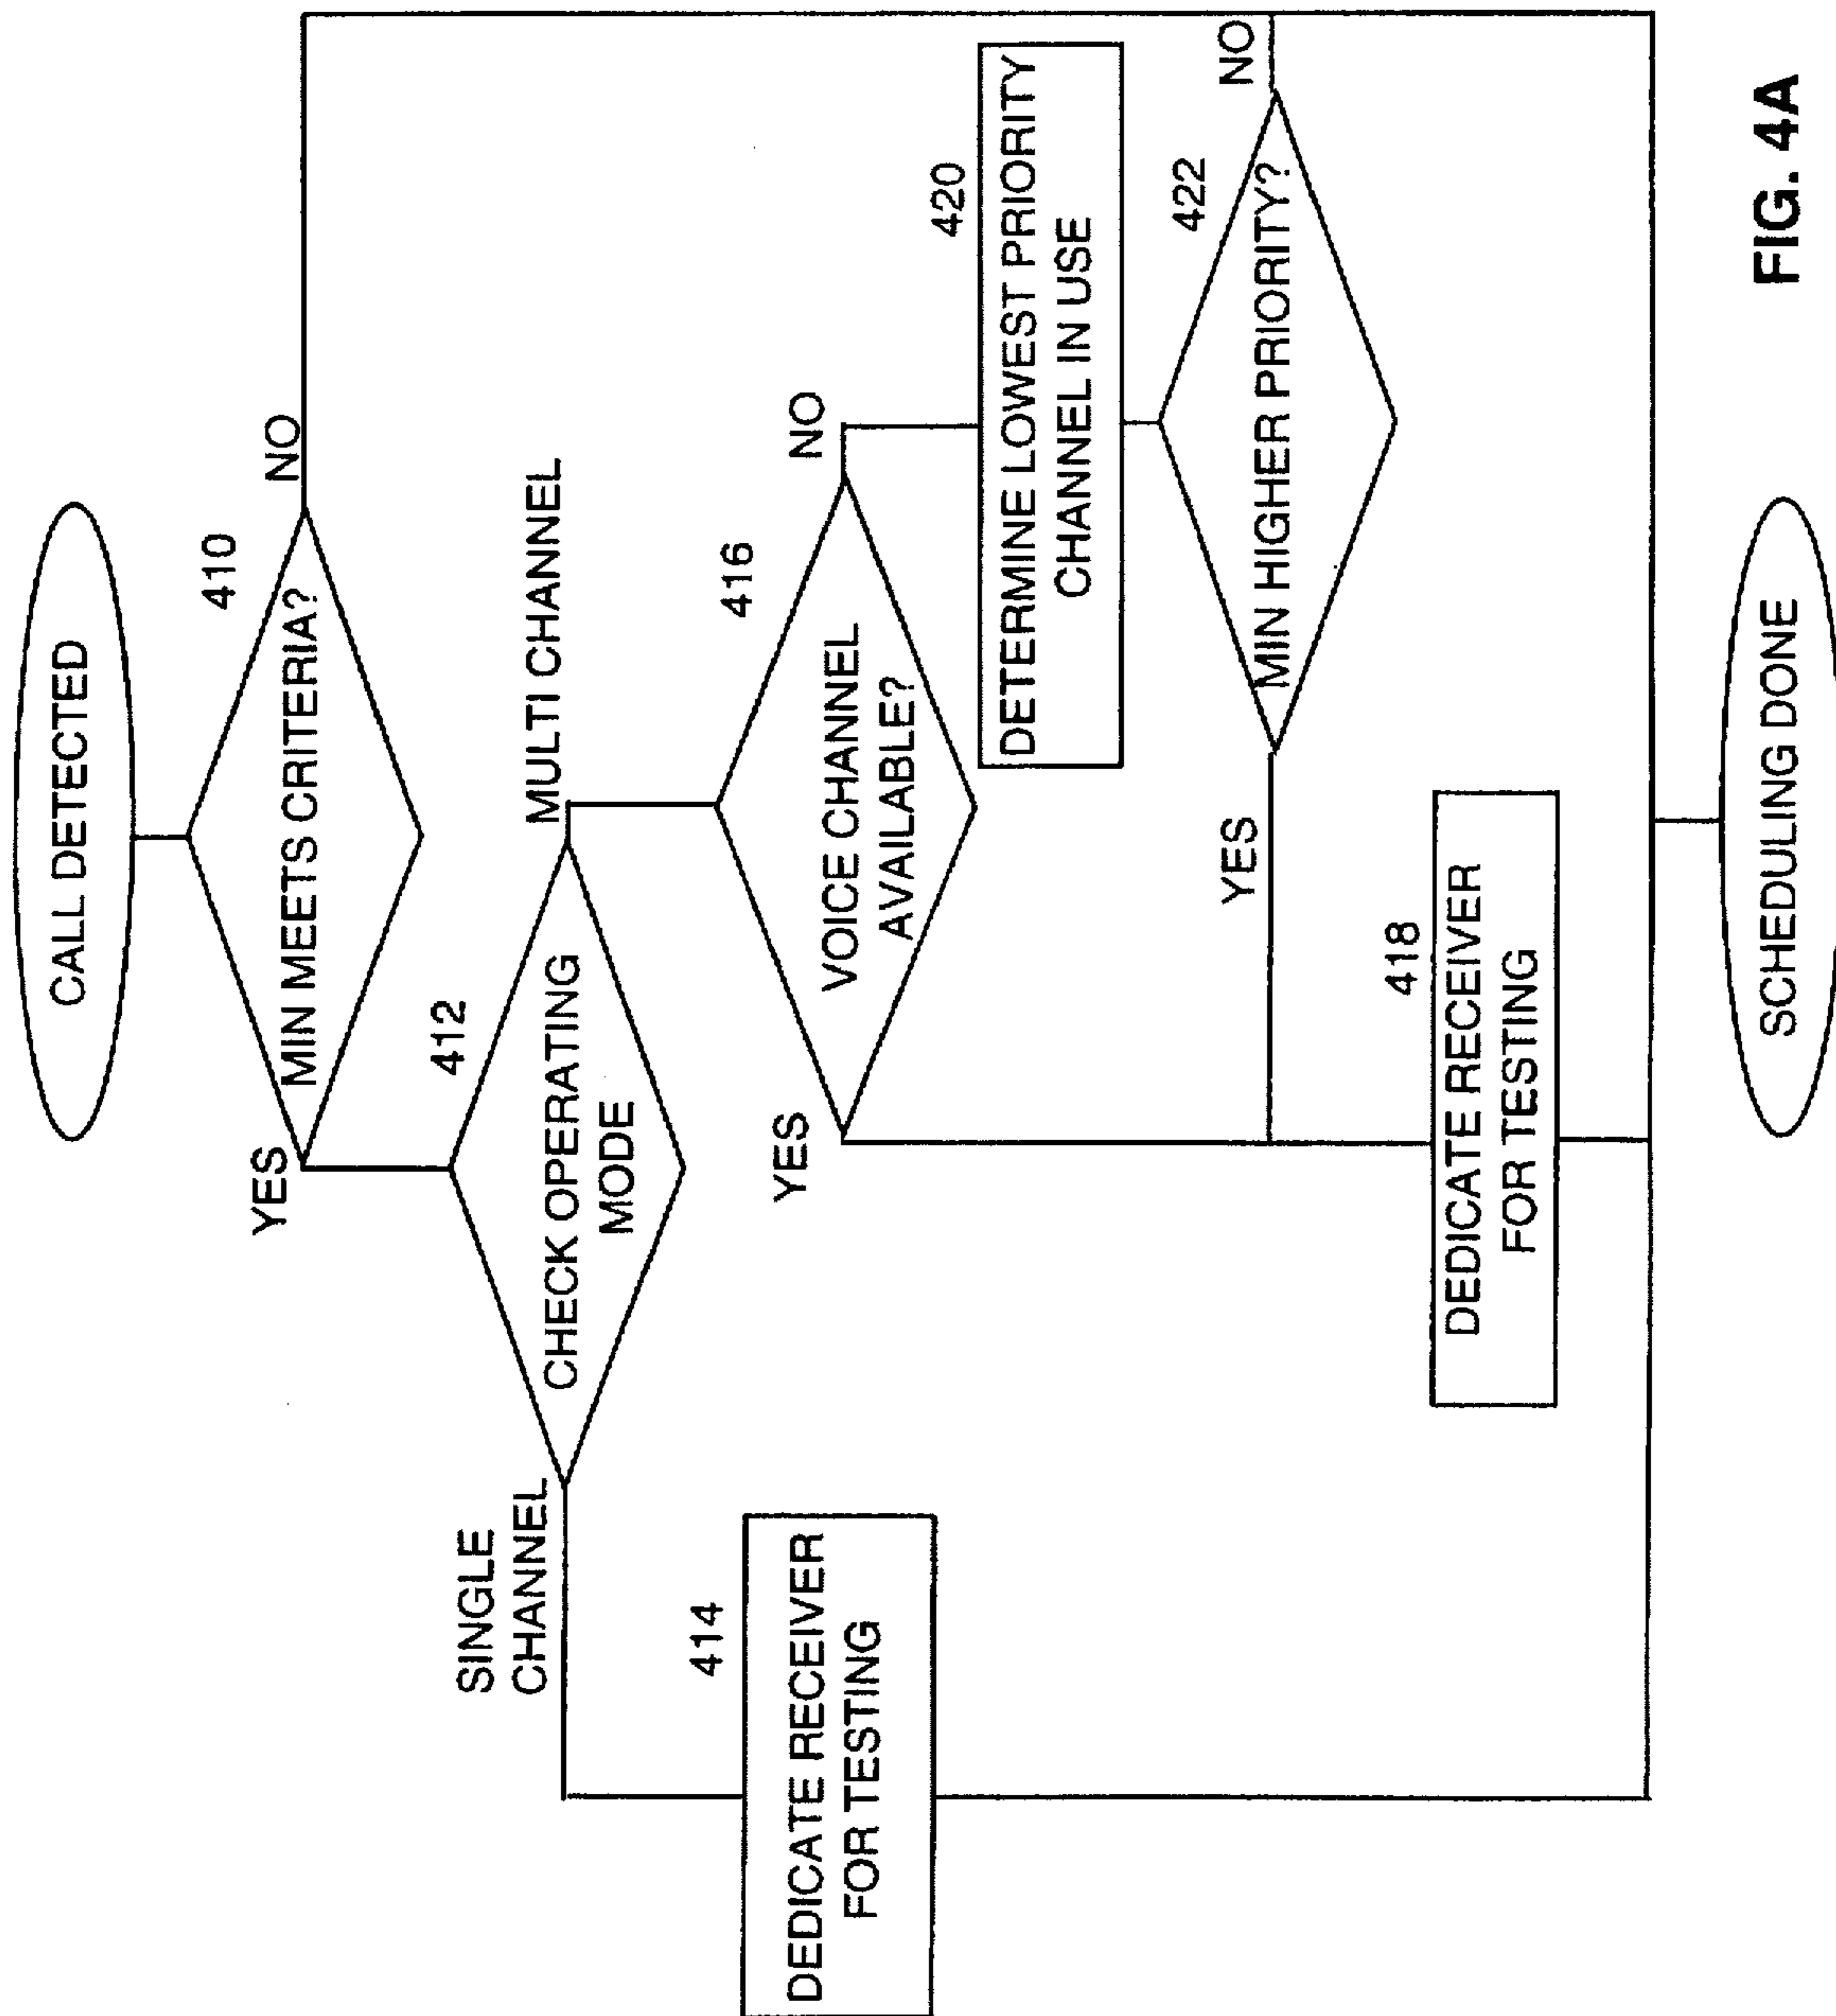 CALL DETECTED
410
MIN MEETS CRITERIA?
YES
NO
412
CHECK OPERATING
MODE
SINGLE
CHANNEL
MULTI CHANNEL
414
DEDICATE RECEIVER
FOR TESTING
416
VOICE CHANNEL
AVAILABLE?
YES
NO
420
DETERMINE LOWEST PRIORITY
CHANNEL IN USE
422
MIN HIGHER PRIORITY?
YES
NO
418
DEDICATE RECEIVER
FOR TESTING
SCHEDULING DONE
FIG. 4A